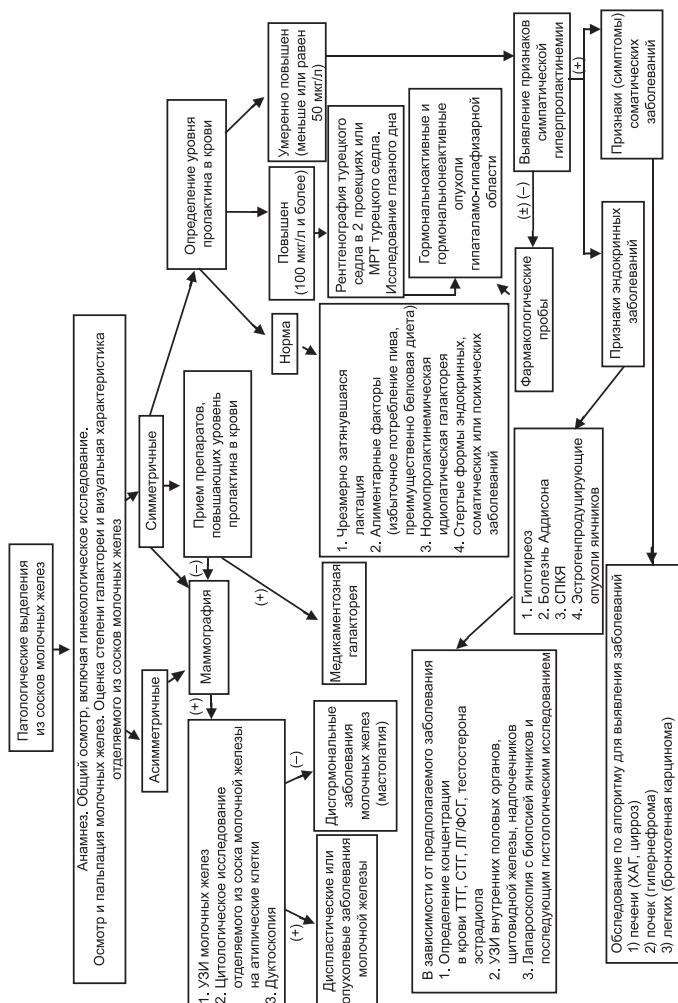 Патологические выделения
из сосков молочных желез
Анамнез. Общий осмотр, включая гинекологическое исследование.
Осмотр и пальпация молочных желез. Оценка степени галактореи и визуальная характеристика
отделяемого из сосков молочных желез
Асимметричные
Симметричные
Определение уровня
пролактина в крови
Маммография
Прием препаратов,
повышающих уровень
пролактина в крови
(–)
(+)
(+)
Норма
Повышен
(100 мкг/л и более)
Умеренно повышен
(меньше или равен
50 мкг/л)
Рентгенография турецкого
седла в 2 проекциях или
МРТ турецкого седла.
Исследование глазного дна
1. УЗИ молочных желез
2. Цитологическое исследование
отделяемого из соска молочной железы
на атипические клетки
3. Дуктоскопия
(+)
(–)
Диспластические или
опухолевые заболевания
молочной железы
Дисгормональные
заболевания
молочных желез
(мастопатия)
Медикаментозная
галакторея
1. Чрезмерно затянувшаяся
лактация
2. Алиментарные факторы
(избыточное потребление пива,
преимущественно белковая диета)
3. Нормопролактинемическая
идиопатическая галакторея
4. Стертые формы эндокринных,
соматических или психических
заболеваний
Гормональноактивные и
гормональнонеактивные
опухоли
гипаталамо-гипафизарной
области
Фармакологические
пробы
(±) (–)
Выявление признаков
симпатической
гиперпролактинемии
(+)
Признаки эндокринных
заболеваний
Признаки (симптомы)
соматических
заболеваний
1. Гипотиреоз
2. Болезнь Аддисона
3. СПКЯ
4. Эстрогенпродуцирующие
опухоли яичников
В зависимости от предполагаемого заболевания
1. Определение концентрации
в крови ТТГ, СТГ, ЛГ/ФСГ, тестостерона
эстрадиола
2. УЗИ внутренних половых органов,
щитовидной железы, надпочечников
3. Лапароскопия с биопсией яичников и
последующим гистологическим исследованием
Обследование по алгоритму для выявления заболеваний
1) печени (ХАГ, цирроз)
2) почек (гипернефрома)
3) легких (бронхогенная карцинома)